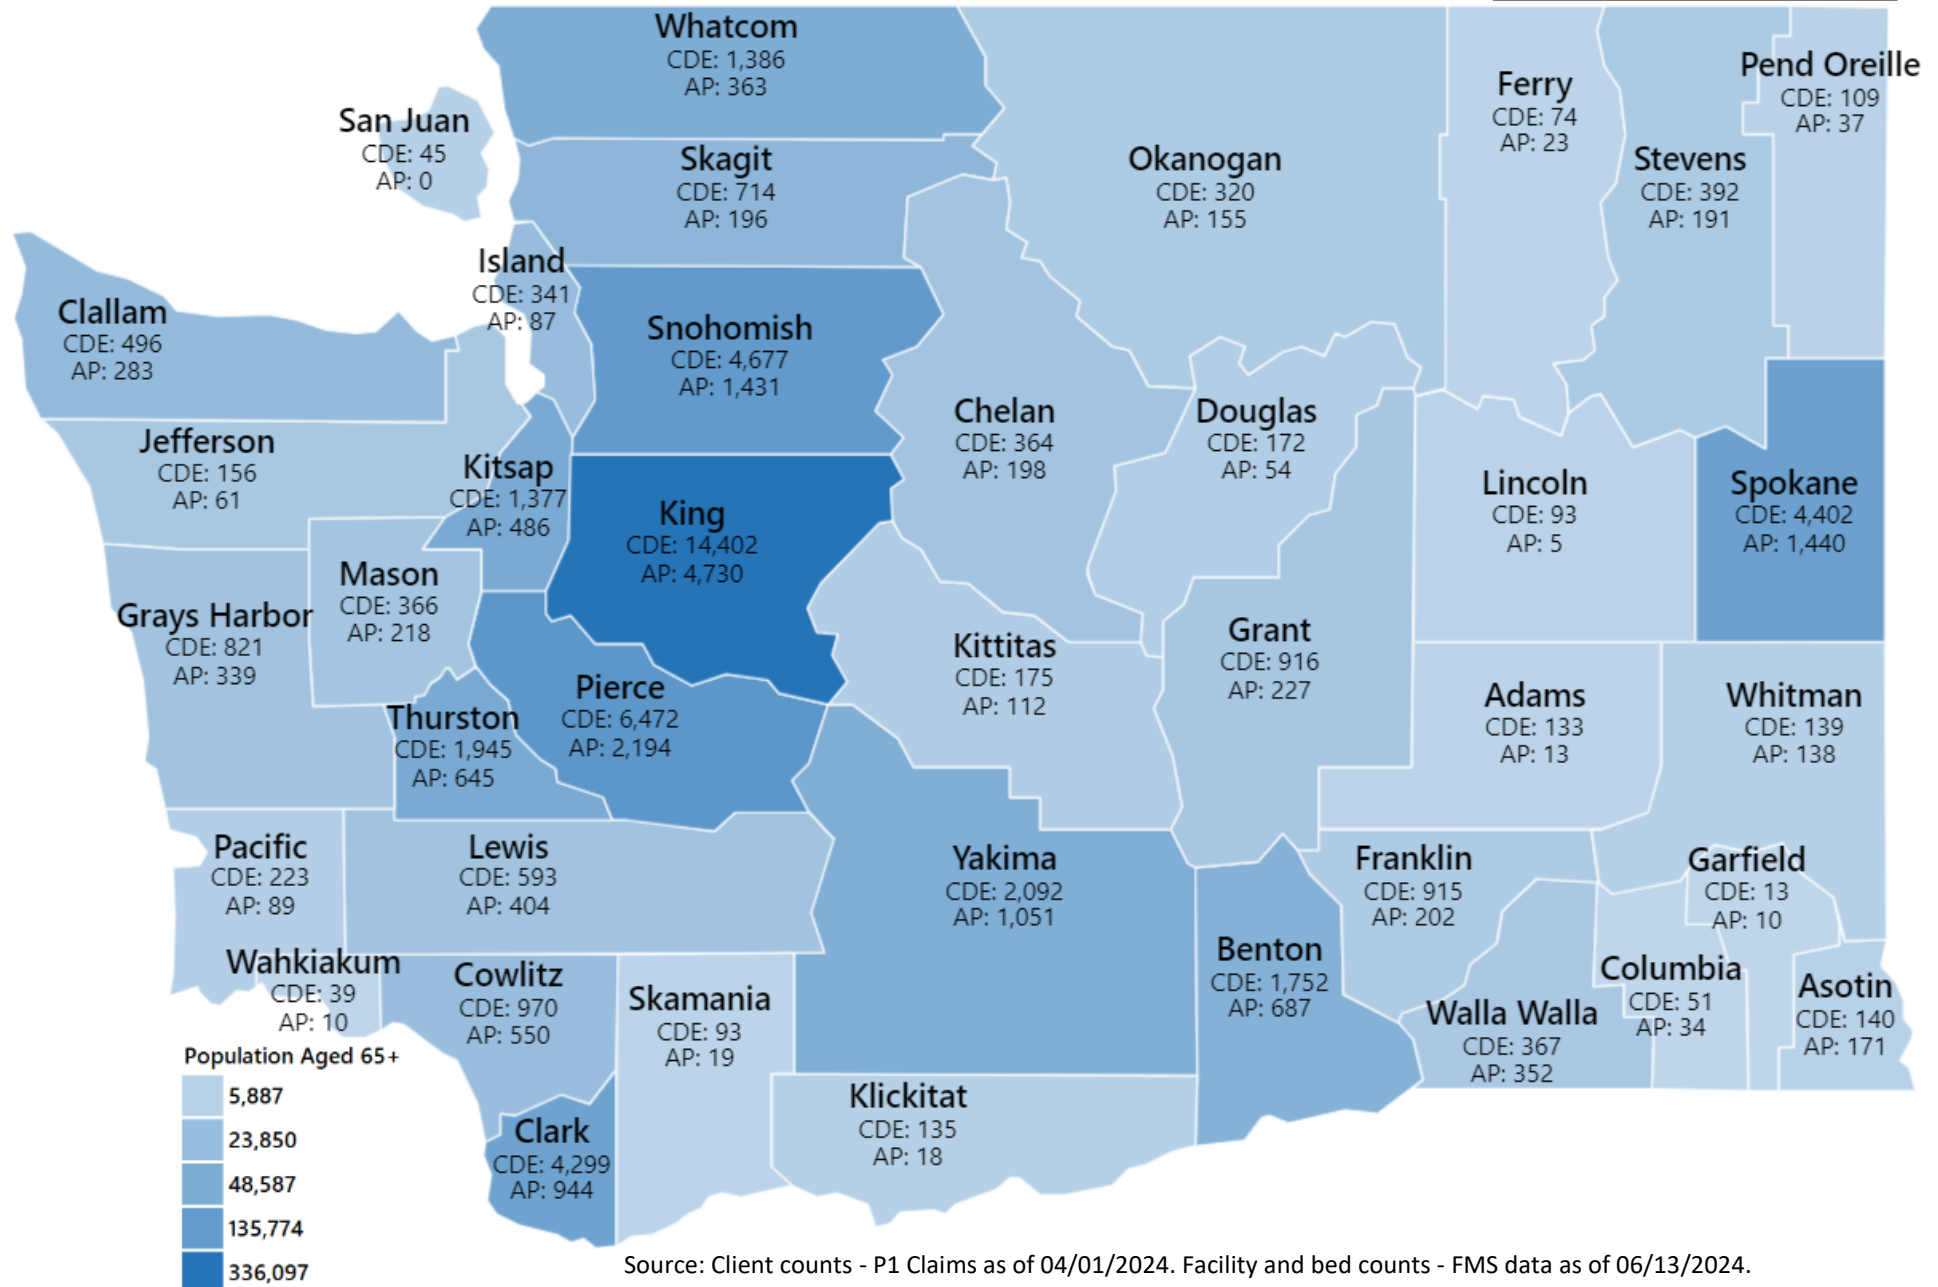 Whatcom
CDE: 1,386
AP: 363
Pend Oreille
CDE: 109
AP: 37
Ferry
CDE: 74
AP: 23
San Juan
CDE: 45
AP: 0
Skagit
CDE: 714
AP: 196
Okanogan
CDE: 320
AP: 155
Stevens
CDE: 392
AP: 191
Island
CDE: 341
AP: 87
Clallam
CDE: 496
AP: 283
Snohomish
CDE: 4,677
AP: 1,431
Chelan
CDE: 364
AP: 198
Douglas
CDE: 172
AP: 54
Jefferson
CDE: 156
AP: 61
Kitsap
CDE: 1,377
AP: 486
King
CDE: 14,402
AP: 4,730
Lincoln
CDE: 93
AP: 5
Spokane
CDE: 4,402
AP: 1,440
Mason
CDE: 366
AP: 218
Grays Harbor
CDE: 821
AP: 339
Kittitas
CDE: 175
AP: 112
Grant
CDE: 916
AP: 227
Pierce
CDE: 6,472
AP: 2,194
Thurston
CDE: 1,945
AP: 645
Adams
CDE: 133
AP: 13
Whitman
CDE: 139
AP: 138
Pacific
CDE: 223
AP: 89
Lewis
CDE: 593
AP: 404
Yakima
CDE: 2,092
AP: 1,051
Franklin
CDE: 915
AP: 202
Garfield
CDE: 13
AP: 10
Wahkiakum
CDE: 39
AP: 10
Cowlitz
CDE: 970
AP: 550
Skamania
CDE: 93
AP: 19
Benton
CDE: 1,752
AP: 687
Walla Walla
CDE: 367
AP: 352
Columbia
CDE: 51
AP: 34
Asotin
CDE: 140
AP: 171
Klickitat
CDE: 135
AP: 18
Clark
CDE: 4,299
AP: 944
Population Aged 65+
5,887
23,850
48,587
135,774
336,097
Source: Client counts - P1 Claims as of 04/01/2024. Facility and bed counts - FMS data as of 06/13/2024.